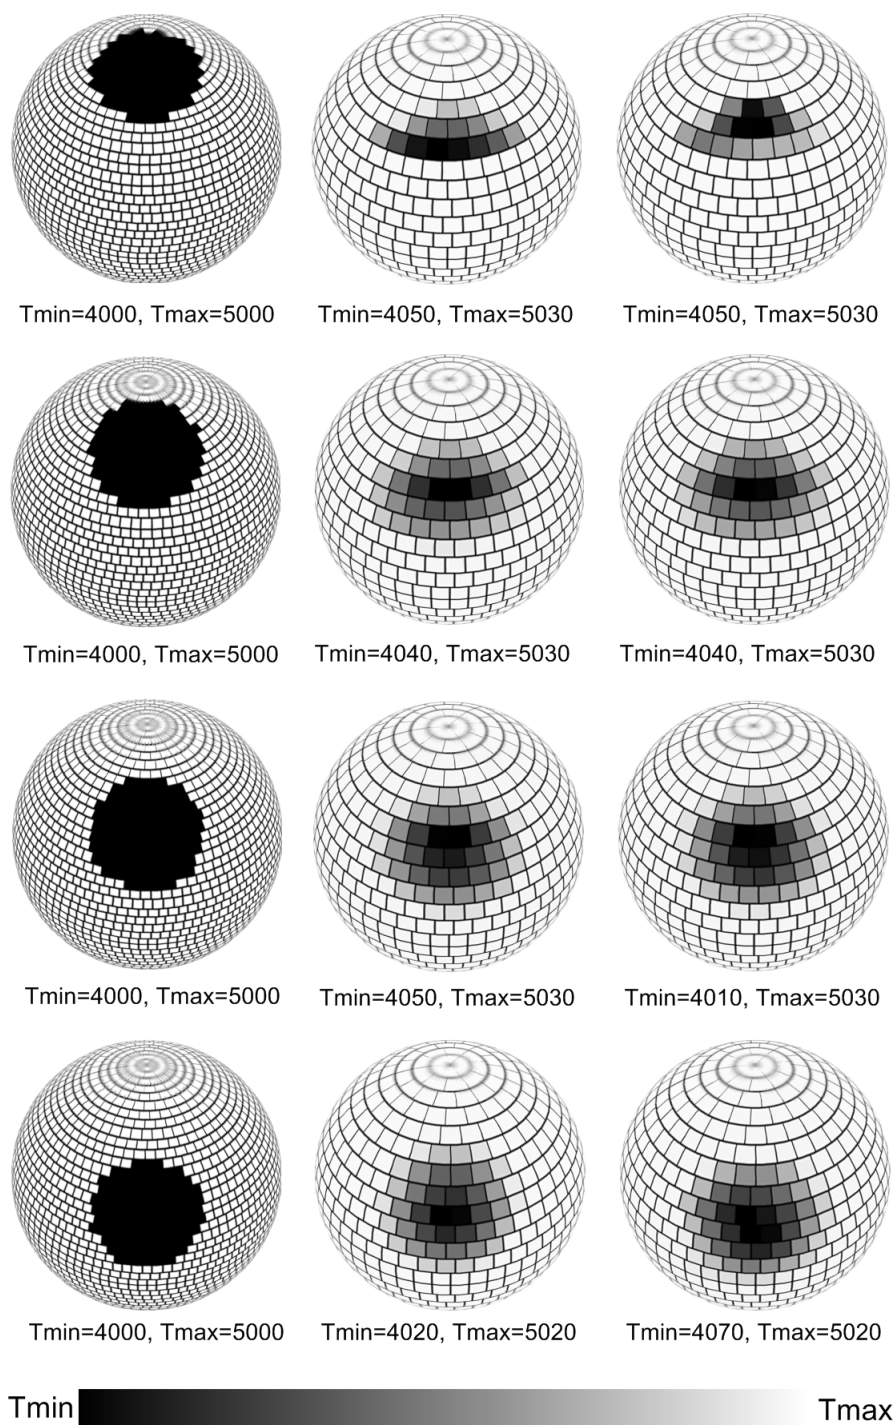 Tmin=4000, Tmax=5000 Tmin=4050, Tmax=5030 Tmin=4050, Tmax=5030
Tmin=4000, Tmax=5000 Tmin=4040, Tmax=5030 Tmin=4040, Tmax=5030
Tmin=4000, Tmax=5000 Tmin=4050, Tmax=5030 Tmin=4010, Tmax=5030
Tmin=4000, Tmax=5000 Tmin=4020, Tmax=5020 Tmin=4070, Tmax=5020
Tmin Tmax